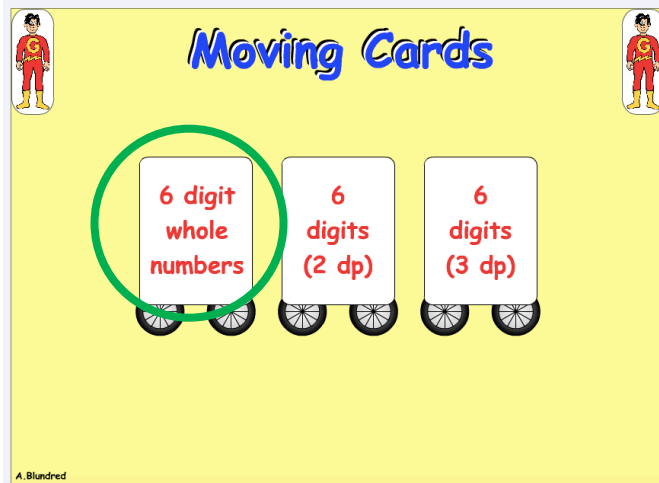 G
G
Moving Cards
6 digit
whole
numbers
6
digits
(2 dp)
6
digits
(3 dp)
A.Blundred